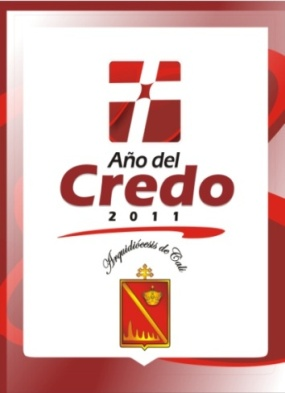 Año del
Credo
2011
Arquidiócesis de Cali